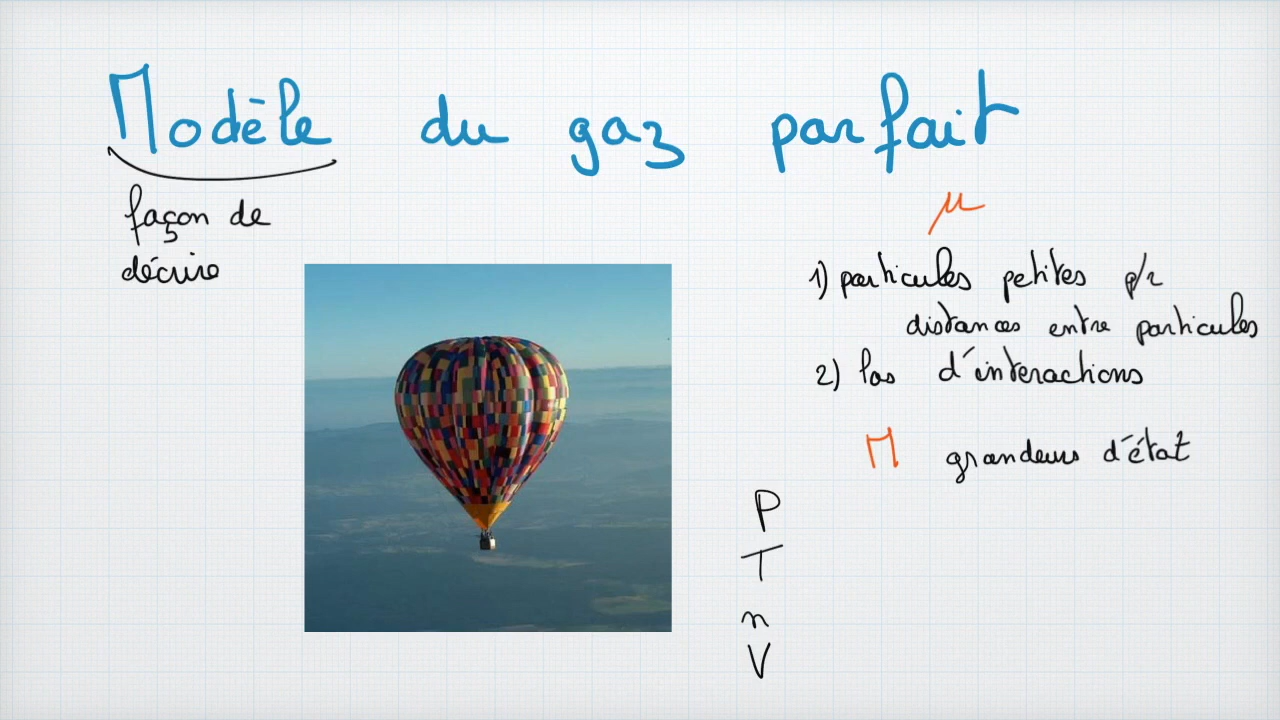 Modèle du gaz parfait
façon de
décrire
μ
1) particules petites p/r
distances entre particules
2) Pas d'interactions
M grandeurs d'état
P
T
n
V